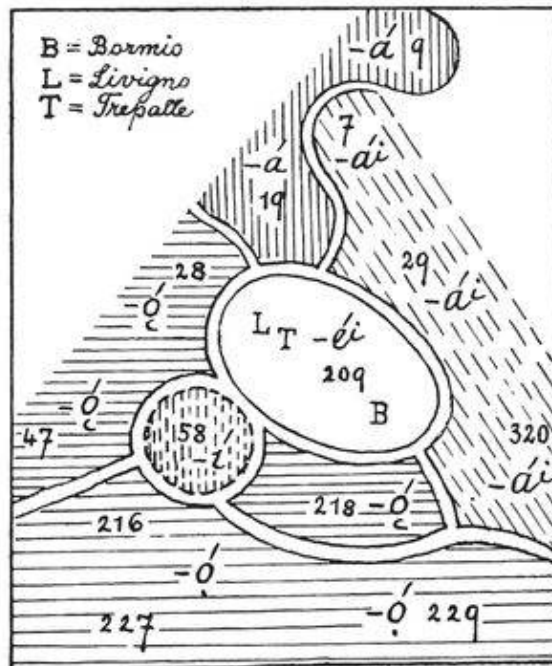 B = Bormio
L = Livigno
T = Trepalle
-á 9
7
-ái
-á
19
28
-ọ́
29
-ái
L T -éi
209
B
-ọ́
47
58
-í
320
-ái
218 -ọ́
216
-ọ́
-ọ́ 229
227